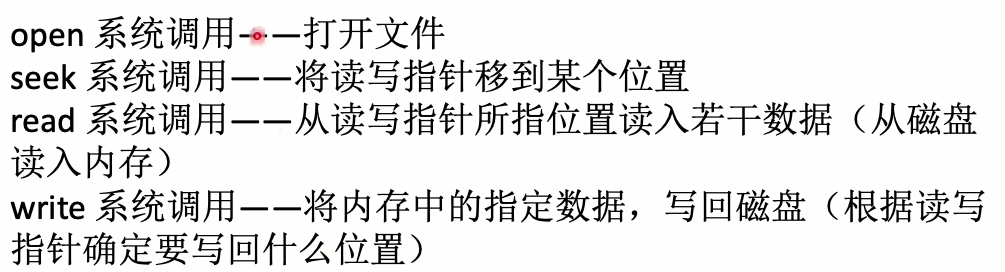 open 系统调用——打开文件
seek 系统调用——将读写指针移到某个位置
read 系统调用——从读写指针所指位置读入若干数据（从磁盘
读入内存）
write 系统调用——将内存中的指定数据，写回磁盘（根据读写
指针确定要写回什么位置）